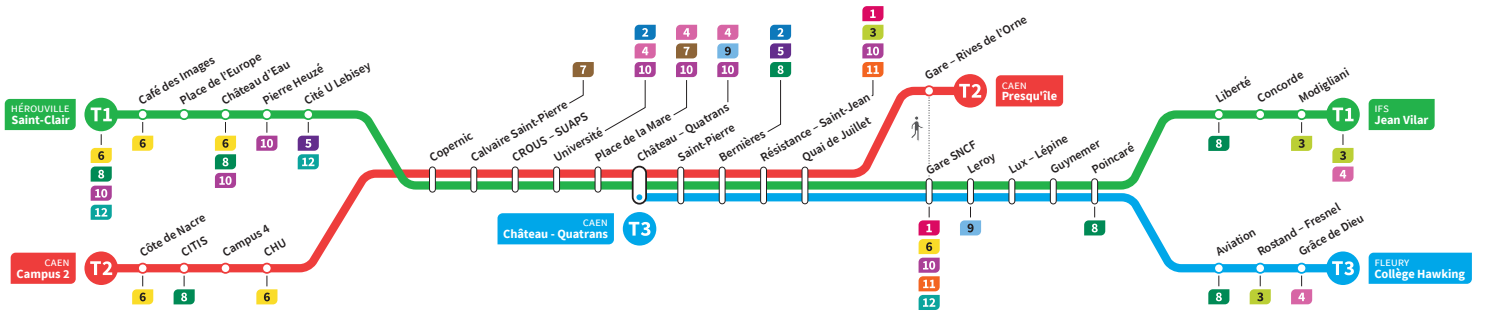 HÉROUVILLE
Saint-Clair
T1
6
8
10
12
Café des Images
6
Place de l'Europe
Château d'Eau
6
8
10
Pierre Heuzé
10
Cité U Lebisey
5
12
CAEN
Campus 2
T2
Côte de Nacre
6
CITIS
8
Campus 4
CHU
6
Copernic
Calvaire Saint-Pierre
7
CROUS – SUAPS
Université
2
4
10
Place de la Mare
4
7
10
Château – Quatrans
4
9
10
CAEN
Château - Quatrans
T3
Saint-Pierre
Bernières
2
5
8
Résistance – Saint-Jean
1
3
10
11
Quai de Juillet
Gare – Rives de l'Orne
T2
CAEN
Presqu'île
Gare SNCF
1
6
10
11
12
Leroy
9
Lux – Lépine
Guynemer
Poincaré
8
Liberté
8
Concorde
Modigliani
3
T1
3
4
IFS
Jean Vilar
Aviation
8
Rostand – Fresnel
3
Grâce de Dieu
4
T3
FLEURY
Collège Hawking